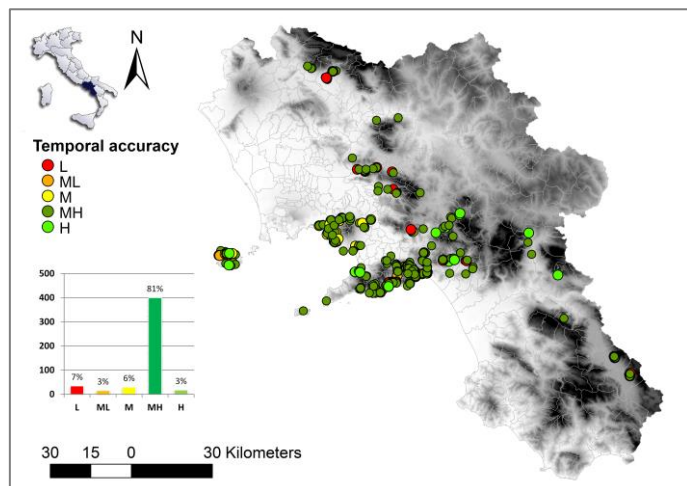 N
Temporal accuracy
L
ML
M
MH
H
500
400
300
200
100
0
7%
3%
6%
81%
3%
L ML M MH H
30 15 0 30 Kilometers